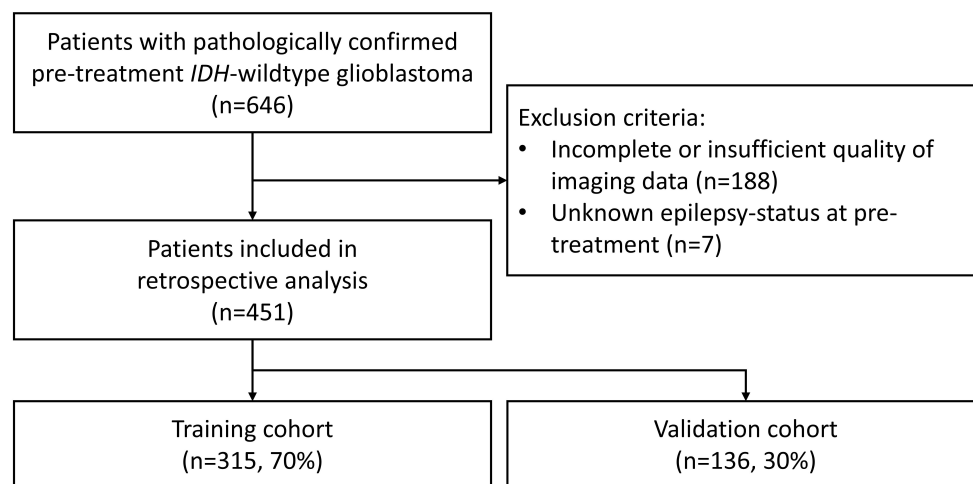 Patients with pathologically confirmed
pre-treatment IDH-wildtype glioblastoma
(n=646)
Exclusion criteria:
• Incomplete or insufficient quality of
imaging data (n=188)
• Unknown epilepsy-status at pre-
treatment (n=7)
Patients included in
retrospective analysis
(n=451)
Training cohort
(n=315, 70%)
Validation cohort
(n=136, 30%)